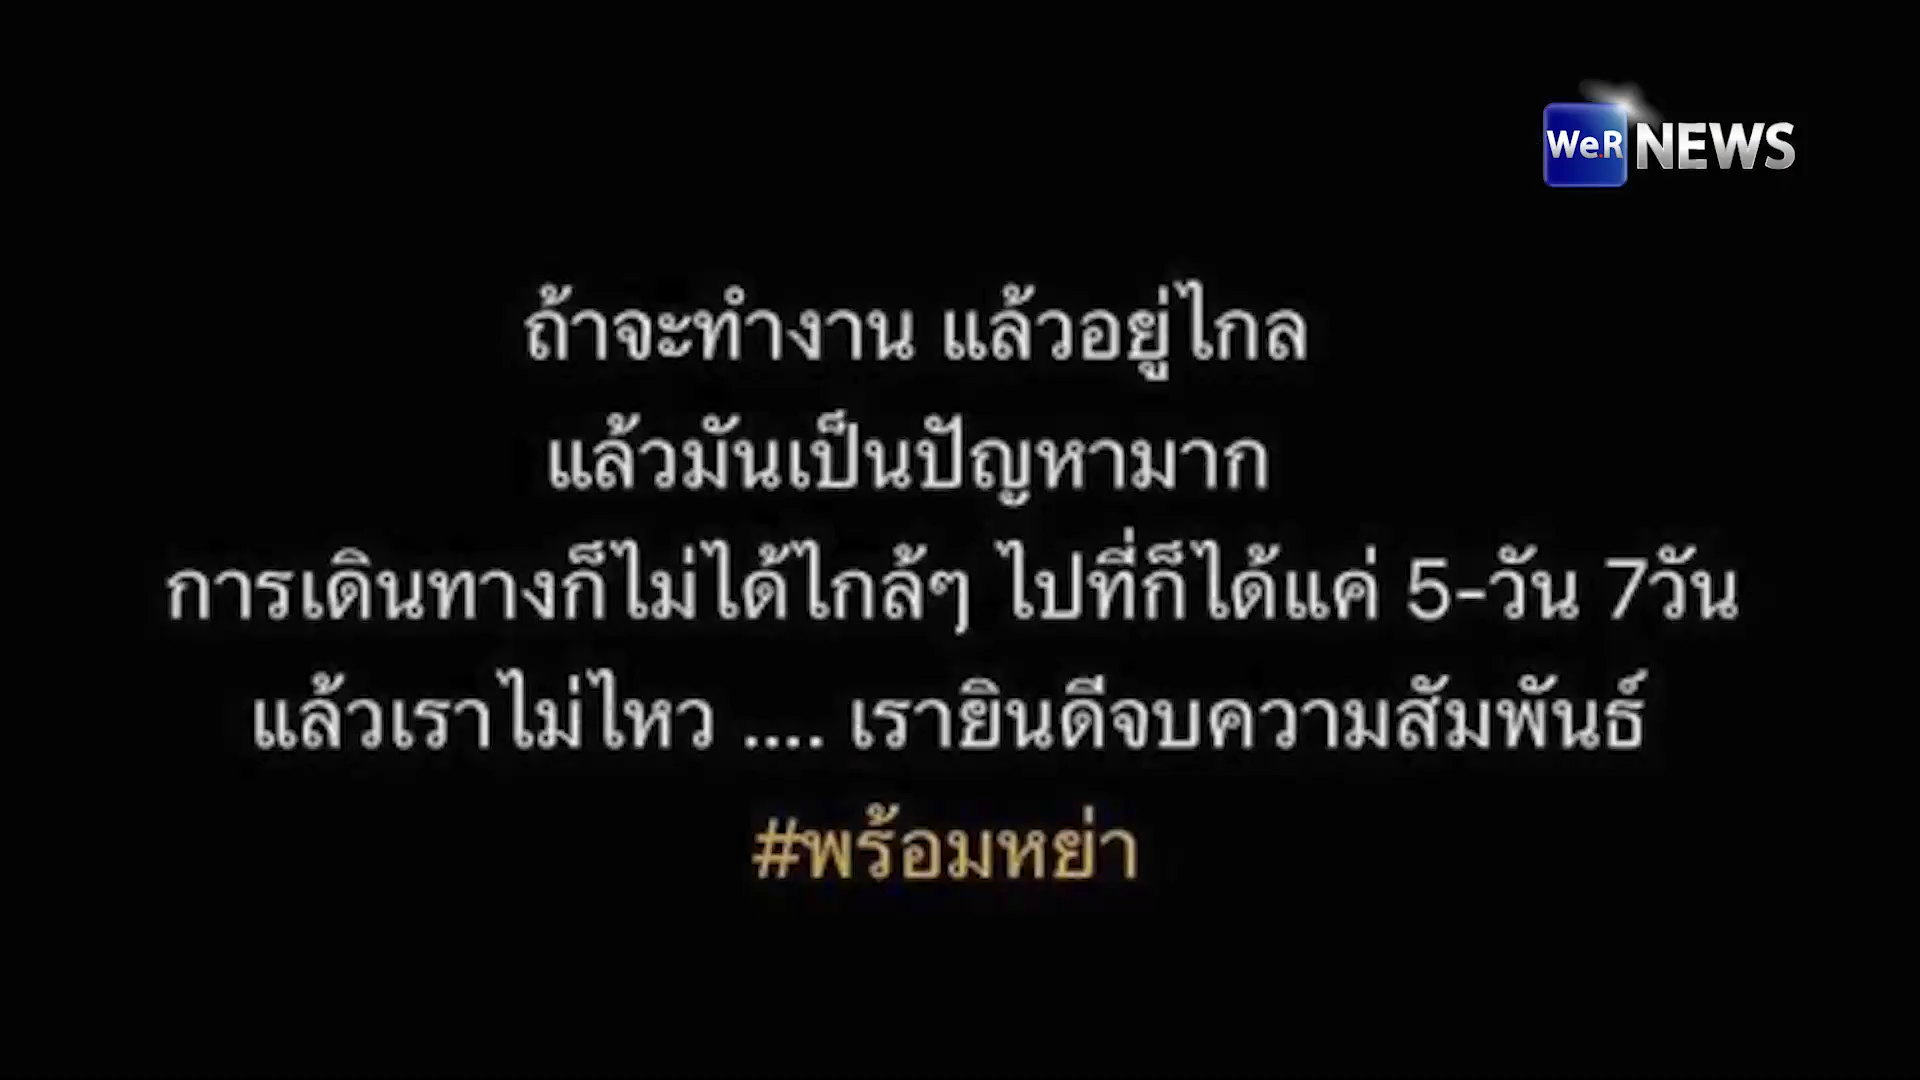 We.R NEWS
ถ้าจะทำงาน แล้วอยู่ไกล
แล้วมันเป็นปัญหามาก
การเดินทางก็ไม่ได้ไกล้ๆ ไปที่ก็ได้แค่ 5-วัน 7วัน
แล้วเราไม่ไหว .... เรายินดีจบความสัมพันธ์
#พร้อมหย่า